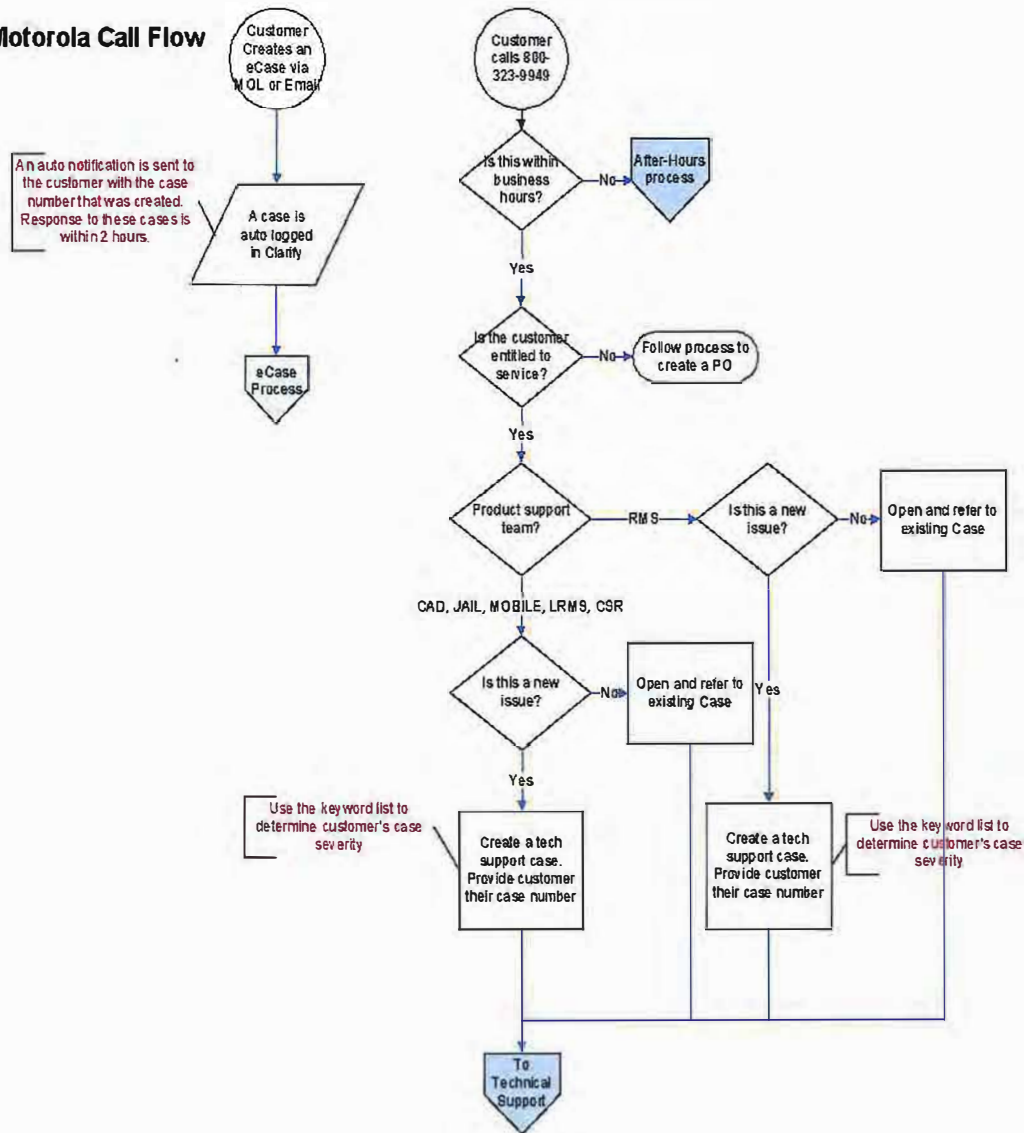 Motorola Call Flow
Customer
Creates an
eCase via
MOL or Email
An auto notification is sent to
the customer with the case
number that was created.
Response to these cases is
within 2 hours.
A case is
auto logged
in Clarify
eCase
Process
Customer
calls 800-
323-9949
Is this within
business
hours?
No
After-Hours
process
Yes
Is the customer
entitled to
service?
No
Follow process to
create a PO
Yes
Product support
team?
RMS
Is this a new
issue?
No
Open and refer to
existing Case
CAD, JAIL, MOBILE, LRMS, CSR
Is this a new
issue?
No
Open and refer to
existing Case
Yes
Yes
Use the key word list to
determine customer's case
severity
Create a tech
support case.
Provide customer
their case number
Create a tech
support case.
Provide customer
their case number
Use the key word list to
determine customer's case
severity
To
Technical
Support